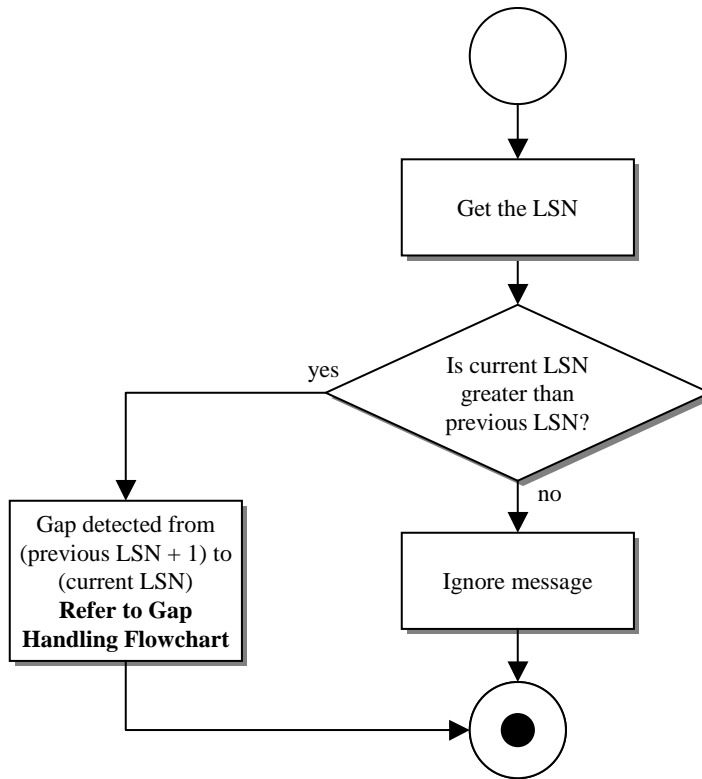 Get the LSN
Is current LSN
greater than
previous LSN?
yes
no
Gap detected from
(previous LSN + 1) to
(current LSN)
Refer to Gap
Handling Flowchart
Ignore message